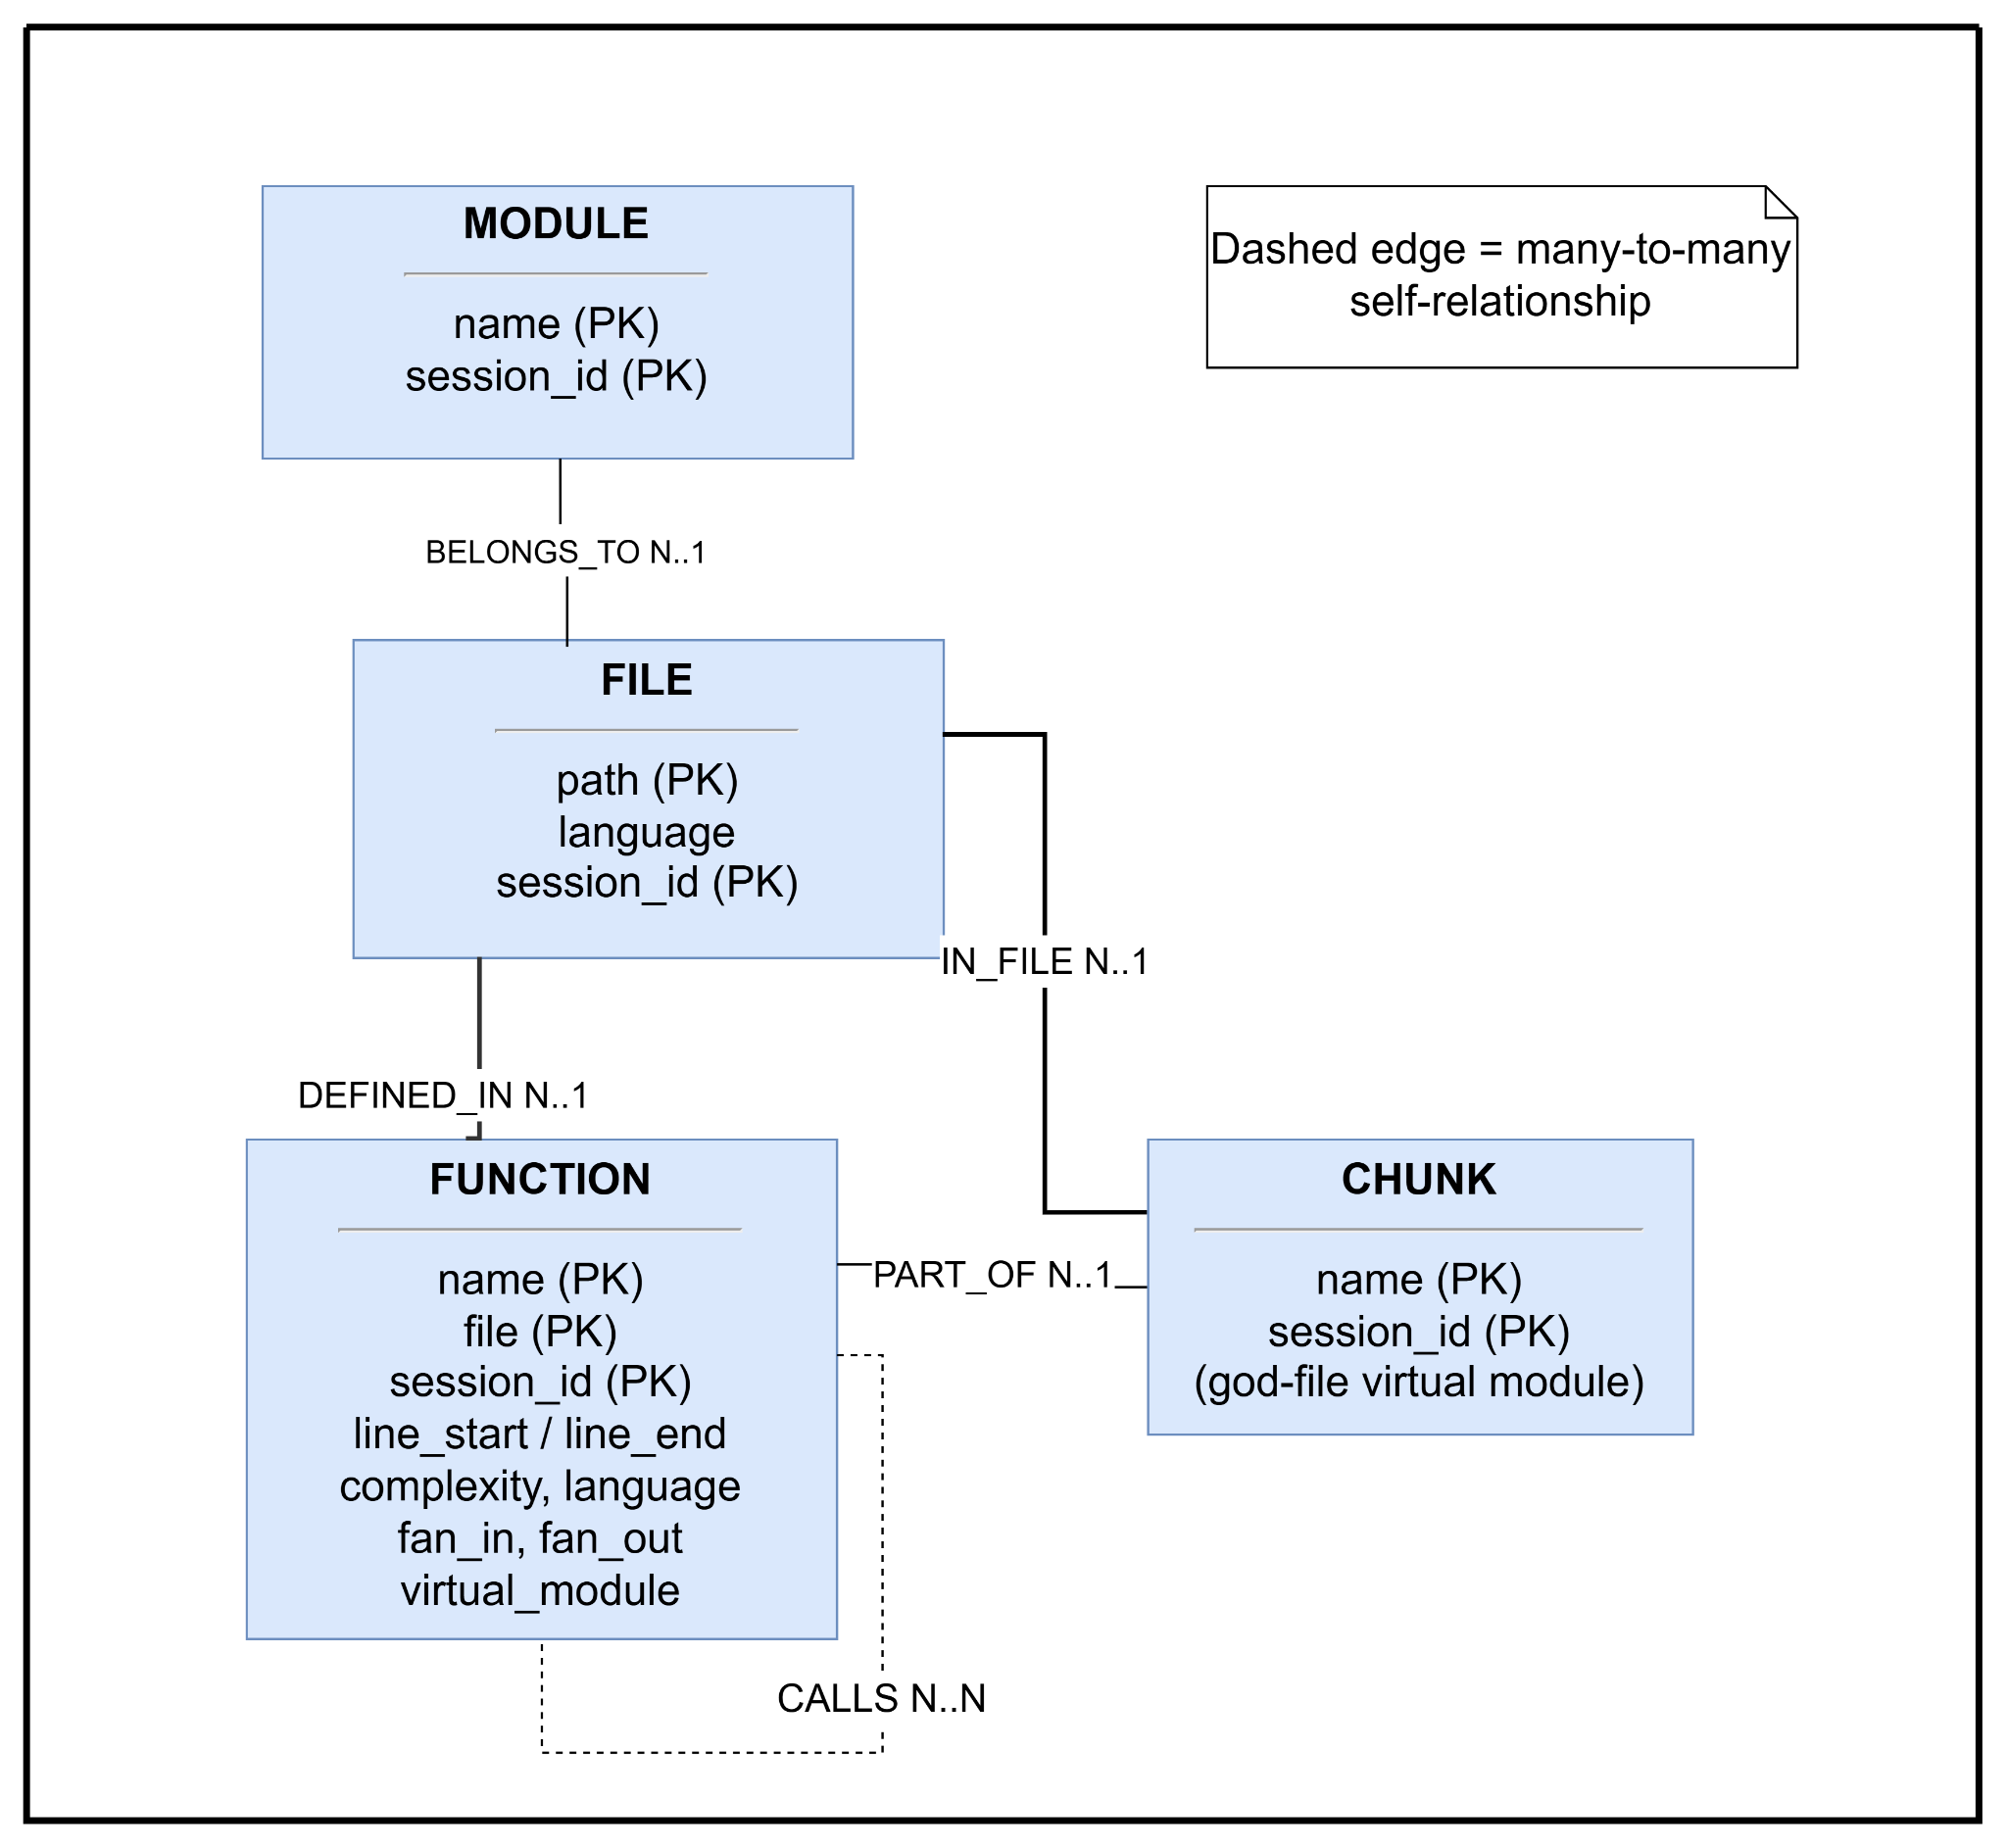 MODULE
name (PK)
session_id (PK)
Dashed edge = many-to-many
self-relationship
BELONGS_TO N..1
FILE
path (PK)
language
session_id (PK)
IN_FILE N..1
DEFINED_IN N..1
FUNCTION
name (PK)
file (PK)
session_id (PK)
line_start / line_end
complexity, language
fan_in, fan_out
virtual_module
PART_OF N..1
CHUNK
name (PK)
session_id (PK)
(god-file virtual module)
CALLS N..N